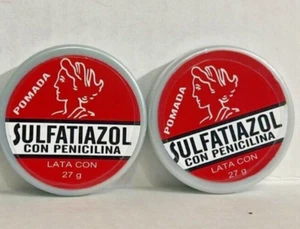 POMADA
SULFATIAZOL
CON PENICILINA
LATA CON
27 g
POMADA
SULFATIAZOL
CON PENICILINA
LATA CON
27 g